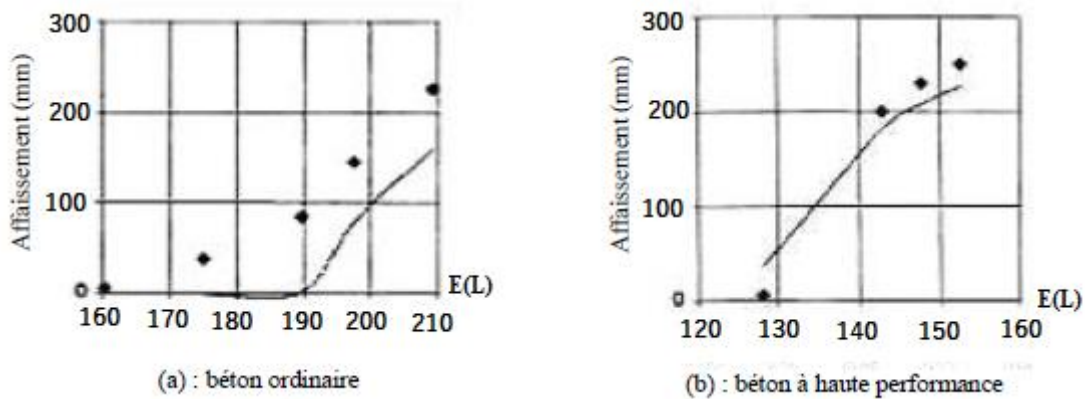 Affaissement (mm)
300
200
100
0
160 170 180 190 200 210
E(L)
(a) : béton ordinaire
Affaissement (mm)
300
200
100
0
120 130 140 150 160
E(L)
(b) : béton à haute performance